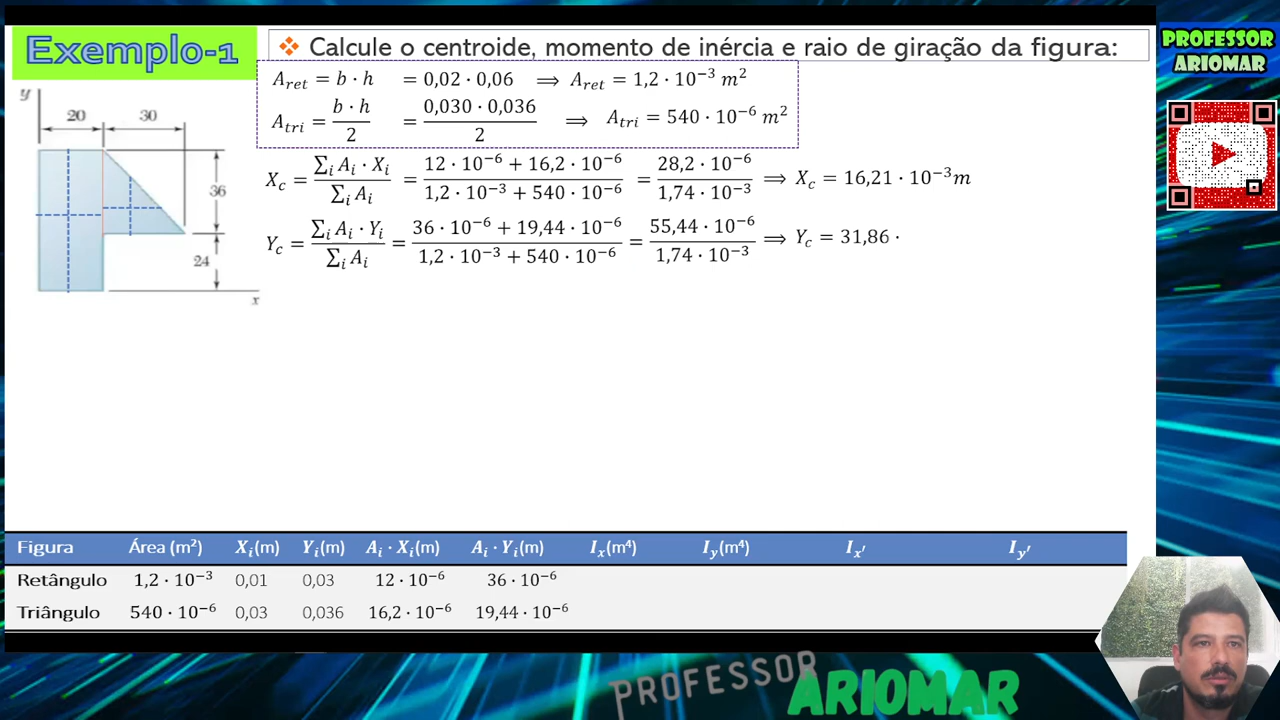 Exemplo-1
❖ Calcule o centroide, momento de inércia e raio de giração da figura:
PROFESSOR
ARIOMAR
A_ret = b · h = 0,02 · 0,06 ⟹ A_ret = 1,2 · 10⁻³ m²
A_tri = (b · h)/2 = (0,030 · 0,036)/2 ⟹ A_tri = 540 · 10⁻⁶ m²
X_c = (∑_i A_i · X_i)/(∑_i A_i) = (12 · 10⁻⁶ + 16,2 · 10⁻⁶)/(1,2 · 10⁻³ + 540 · 10⁻⁶) = (28,2 · 10⁻⁶)/(1,74 · 10⁻³) ⟹ X_c = 16,21 · 10⁻³m
Y_c = (∑_i A_i · Y_i)/(∑_i A_i) = (36 · 10⁻⁶ + 19,44 · 10⁻⁶)/(1,2 · 10⁻³ + 540 · 10⁻⁶) = (55,44 · 10⁻⁶)/(1,74 · 10⁻³) ⟹ Y_c = 31,86 ·
y
20 30
36
24
x
Figura Área (m²) X_i(m) Y_i(m) A_i · X_i(m) A_i · Y_i(m) I_x(m⁴) I_y(m⁴) I_x′ I_y′
Retângulo 1,2 · 10⁻³ 0,01 0,03 12 · 10⁻⁶ 36 · 10⁻⁶
Triângulo 540 · 10⁻⁶ 0,03 0,036 16,2 · 10⁻⁶ 19,44 · 10⁻⁶
PROFESSOR
ARIOMAR